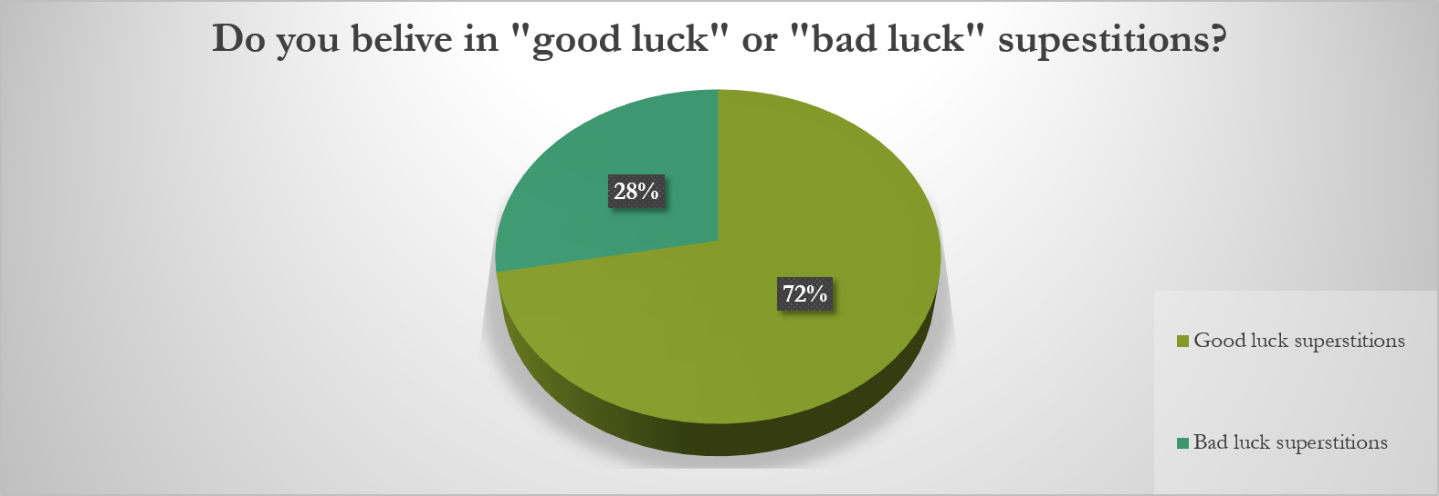 Do you belive in "good luck" or "bad luck" supestitions?
28%
72%
Good luck superstitions
Bad luck superstitions